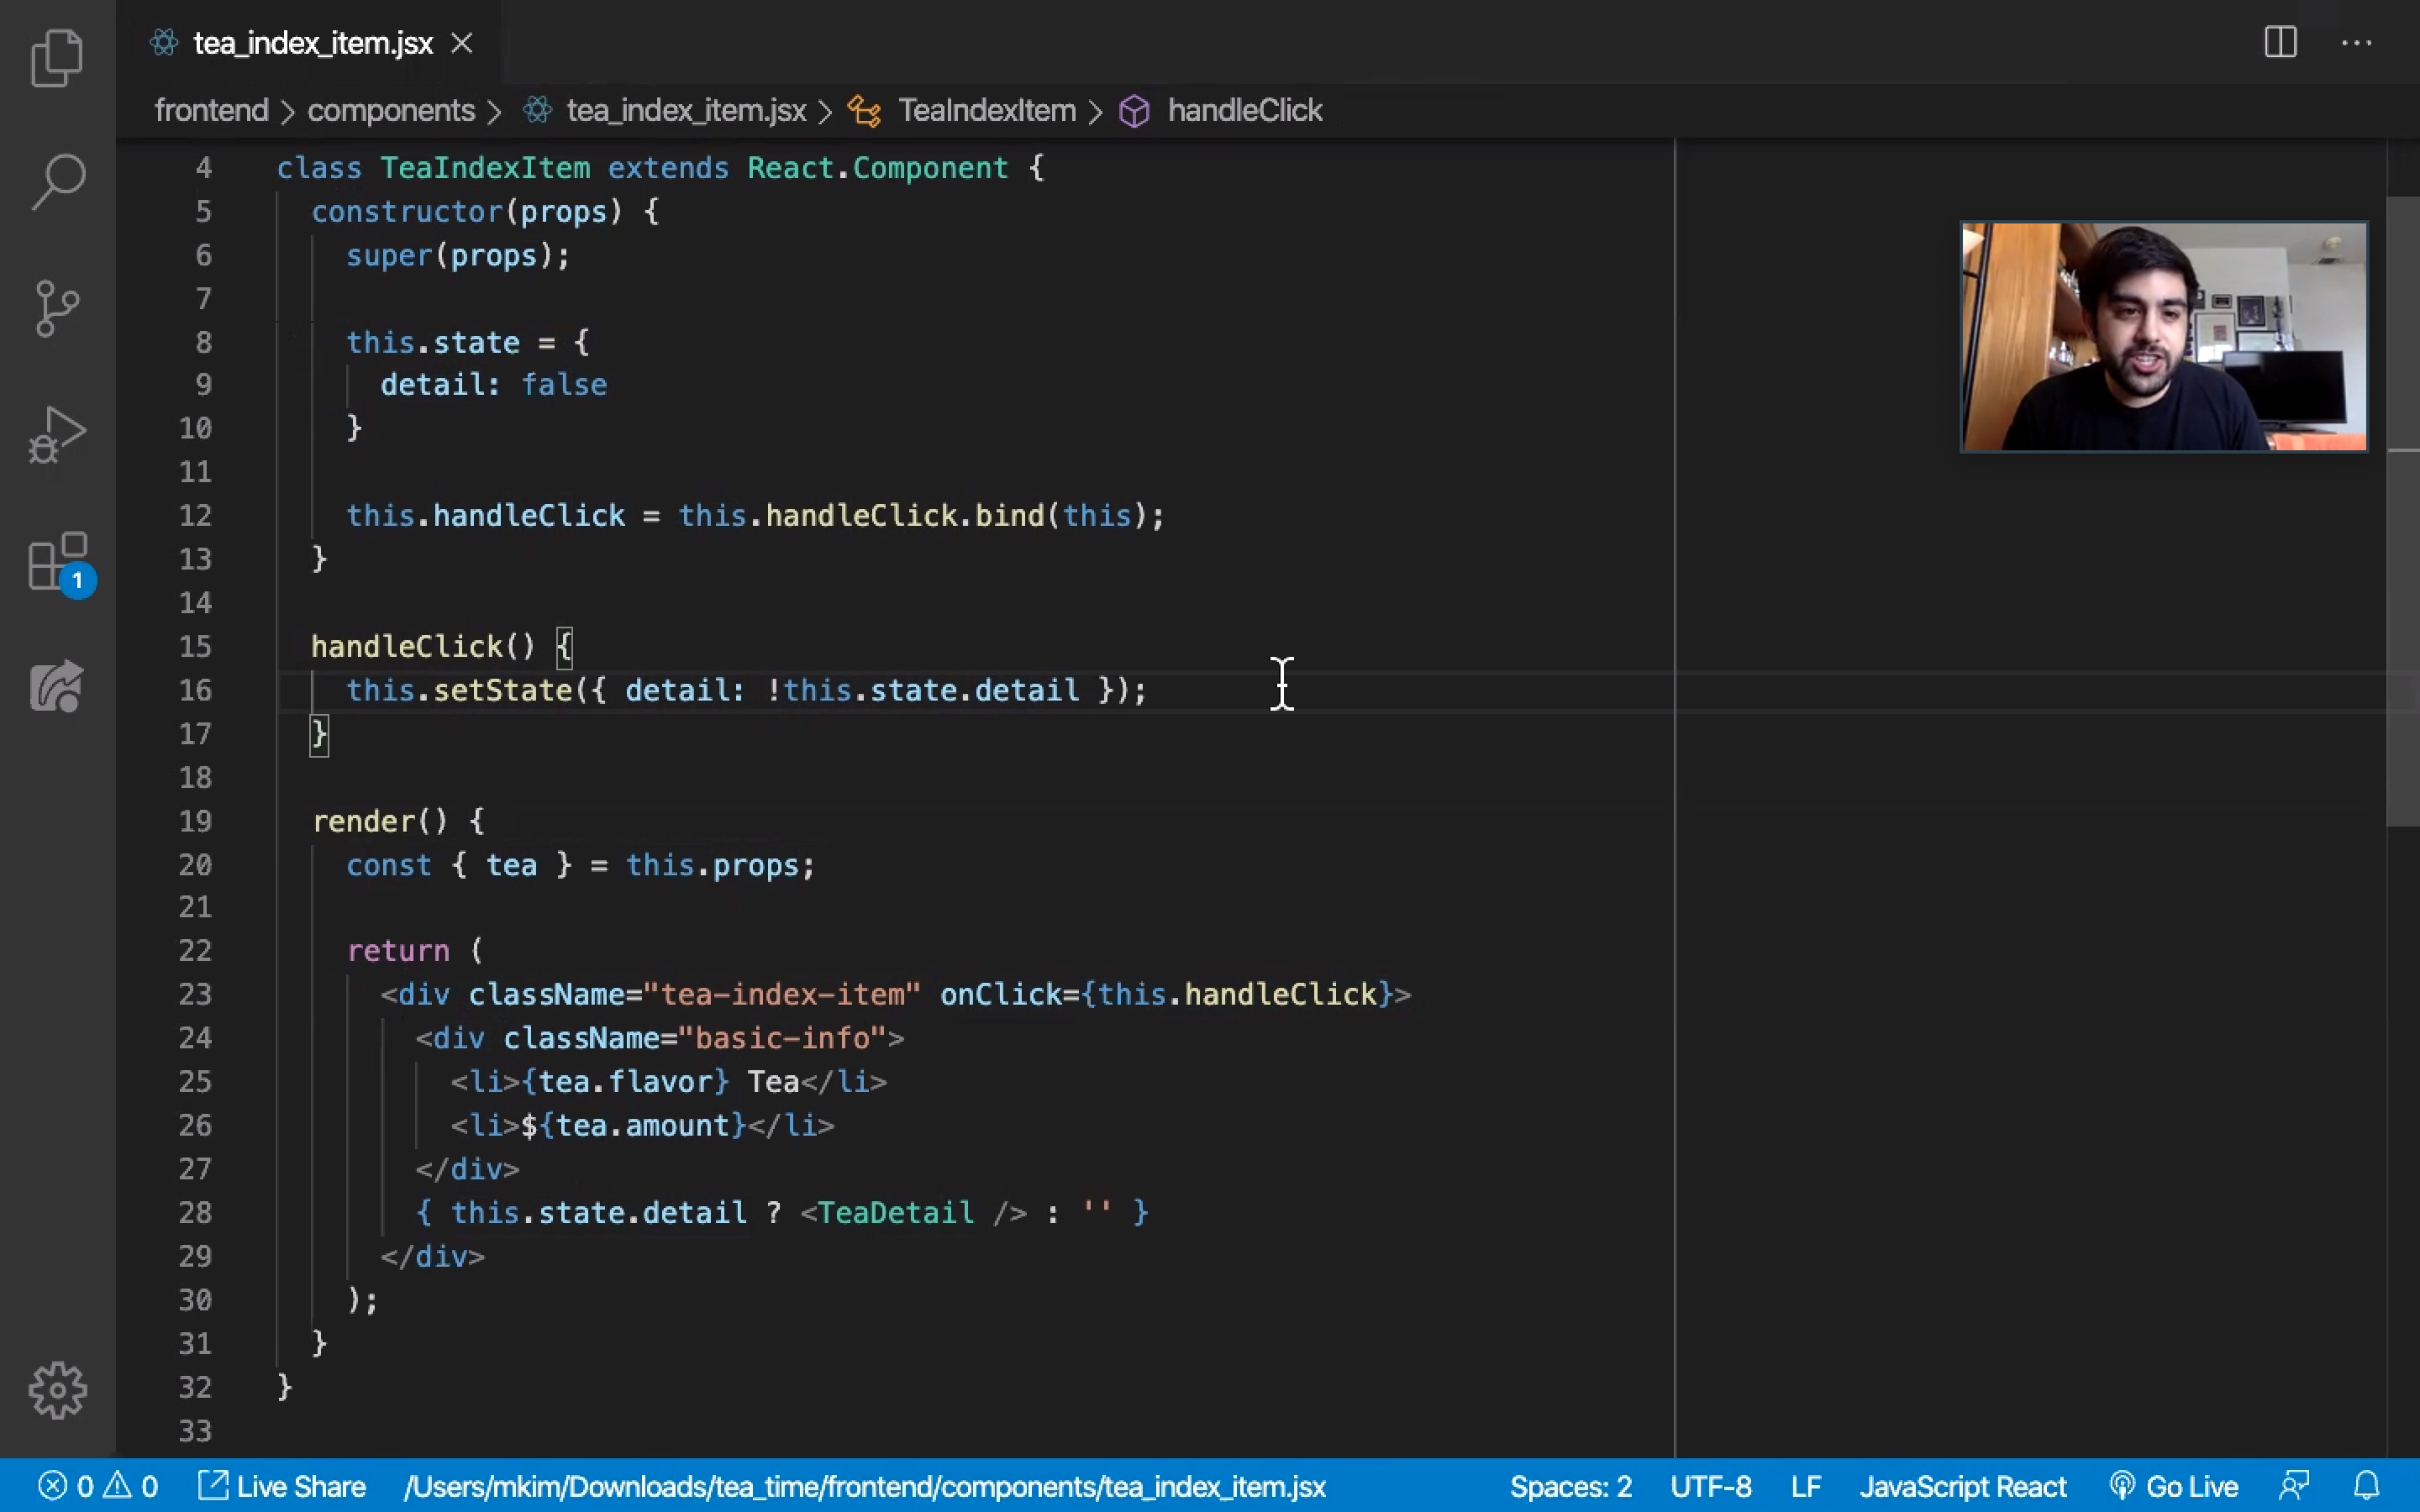 tea_index_item.jsx
frontend > components > tea_index_item.jsx > TeaIndexItem > handleClick
4 class TeaIndexItem extends React.Component {
5 constructor(props) {
6 super(props);
7
8 this.state = {
9 detail: false
10 }
11
12 this.handleClick = this.handleClick.bind(this);
13 }
14
15 handleClick() {
16 this.setState({ detail: !this.state.detail });
17 }
18
19 render() {
20 const { tea } = this.props;
21
22 return (
23 <div className="tea-index-item" onClick={this.handleClick}>
24 <div className="basic-info">
25 <li>{tea.flavor} Tea</li>
26 <li>${tea.amount}</li>
27 </div>
28 { this.state.detail ? <TeaDetail /> : '' }
29 </div>
30 );
31 }
32 }
33
1
0 0 Live Share /Users/mkim/Downloads/tea_time/frontend/components/tea_index_item.jsx Spaces: 2 UTF-8 LF JavaScript React Go Live